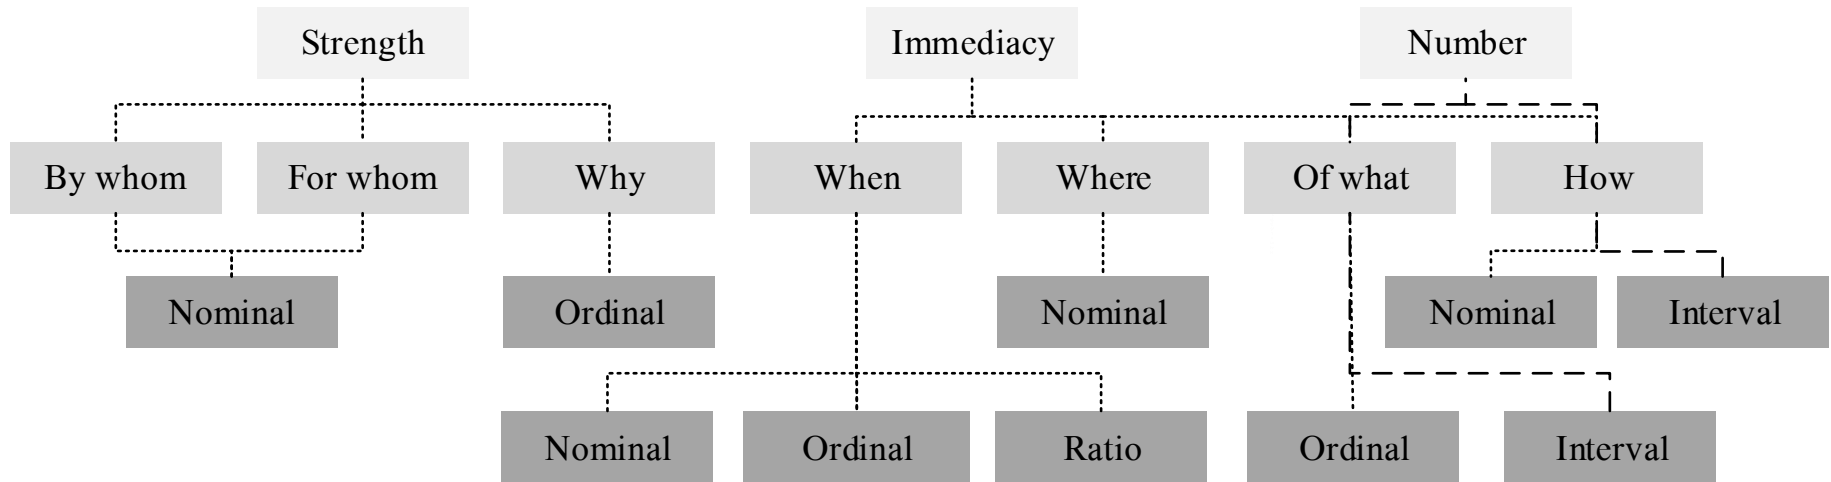 Strength
Immediacy
Number
By whom
For whom
Why
When
Where
Of what
How
Nominal
Ordinal
Nominal
Nominal
Interval
Nominal
Ordinal
Ratio
Ordinal
Interval